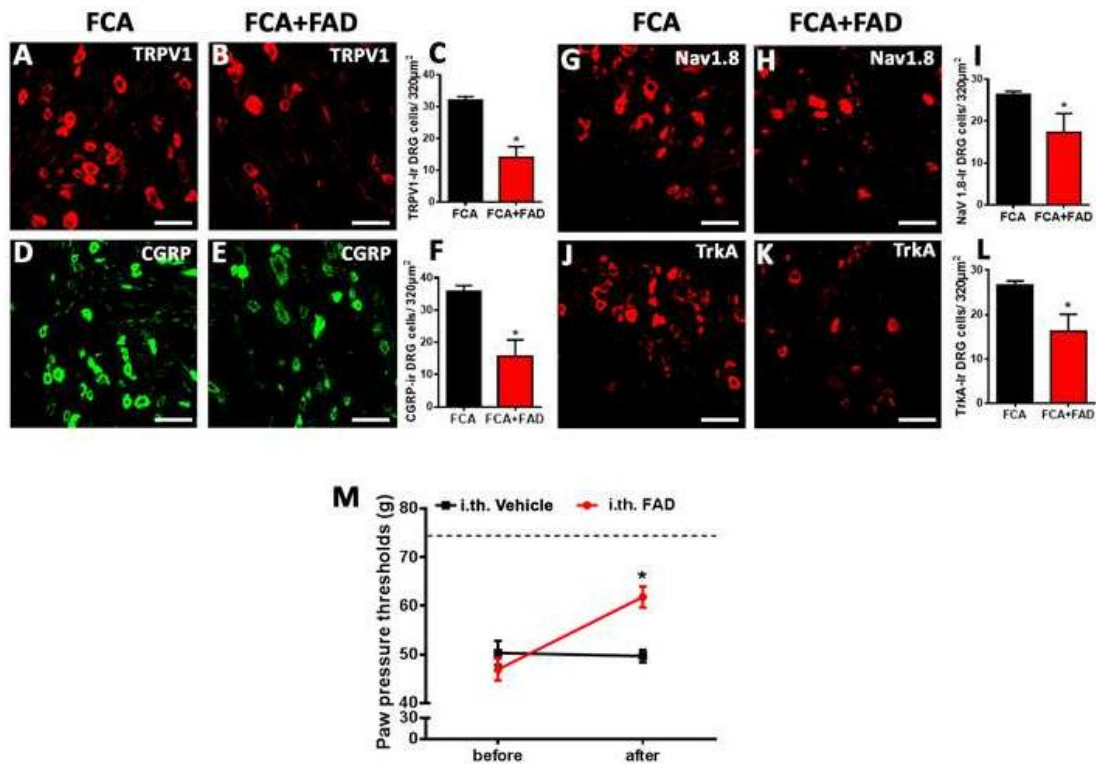 FCA FCA+FAD FCA FCA+FAD
A TRPV1 B TRPV1 C
TRPV1-Ir DRG cells/ 320µm²
40
30
20
10
0
FCA FCA+FAD
G Nav1.8 H Nav1.8 I
NaV 1.8-Ir DRG cells/ 320µm²
30
20
10
0
FCA FCA+FAD
D CGRP E CGRP F
CGRP-ir DRG cells/ 320µm²
40
30
20
10
0
FCA FCA+FAD
J TrkA K TrkA L
TrkA-Ir DRG cells/ 320µm²
30
20
10
0
FCA FCA+FAD
M
i.th. Vehicle i.th. FAD
Paw pressure thresholds (g)
80
70
60
50
40
30
0
before after